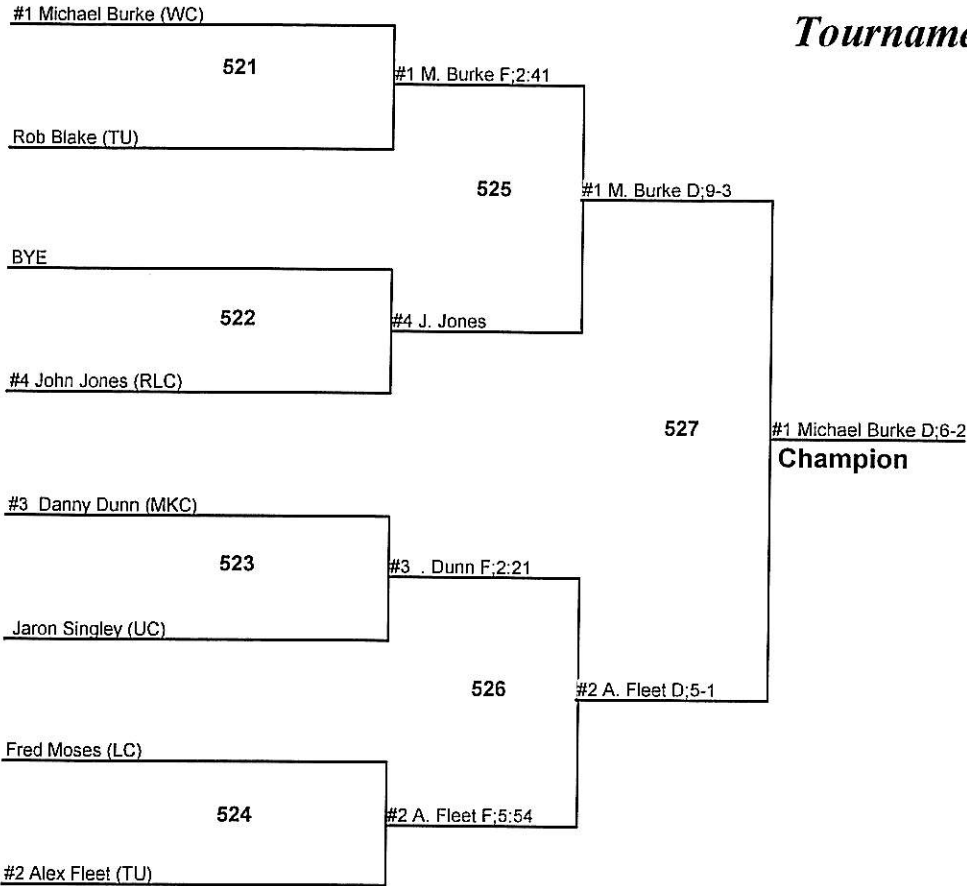 #1 Michael Burke (WC)
Tourname
521
#1 M. Burke F;2:41
Rob Blake (TU)
525
#1 M. Burke D;9-3
BYE
522
#4 J. Jones
#4 John Jones (RLC)
527
#1 Michael Burke D;6-2
Champion
#3 Danny Dunn (MKC)
523
#3 . Dunn F;2:21
Jaron Singley (UC)
526
#2 A. Fleet D;5-1
Fred Moses (LC)
524
#2 A. Fleet F;5:54
#2 Alex Fleet (TU)